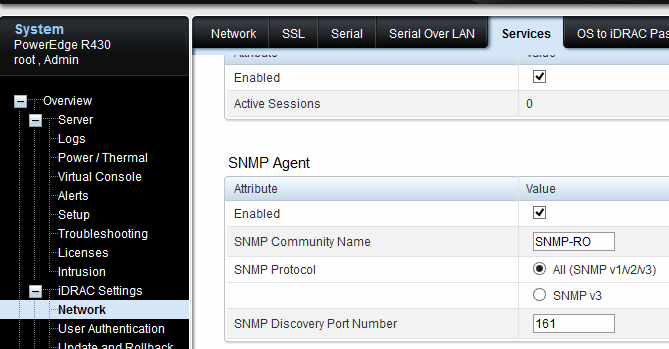 System
PowerEdge R430
root , Admin
Overview
Server
Logs
Power / Thermal
Virtual Console
Alerts
Setup
Troubleshooting
Licenses
Intrusion
iDRAC Settings
Network
User Authentication
Update and Rollback
Network SSL Serial Serial Over LAN Services OS to iDRAC Pas
Attribute Value
Enabled
Active Sessions 0
SNMP Agent
Attribute Value
Enabled
SNMP Community Name SNMP-RO
SNMP Protocol All (SNMP v1/v2/v3)
SNMP v3
SNMP Discovery Port Number 161